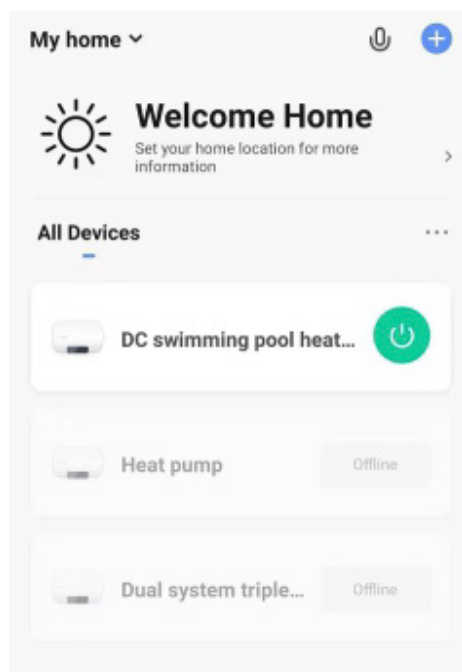 My home
Welcome Home
Set your home location for more
information
All Devices
...
DC swimming pool heat...
Heat pump
Offline
Dual system triple...
Offline